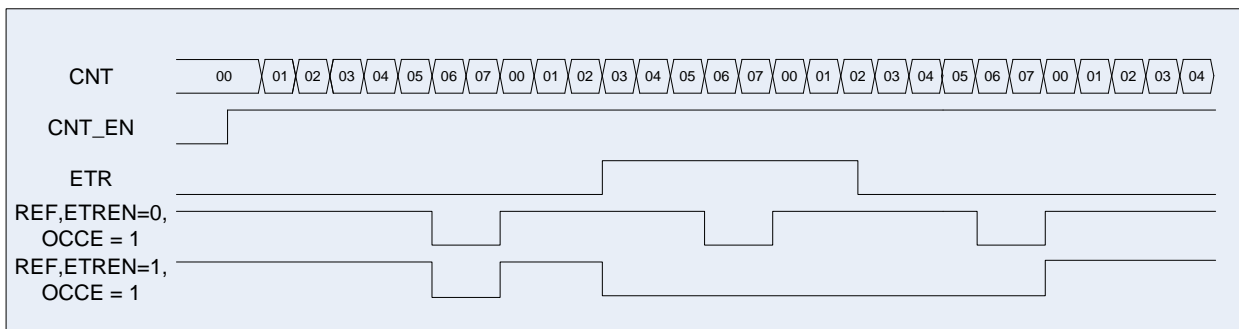 CNT 00 01 02 03 04 05 06 07 00 01 02 03 04 05 06 07 00 01 02 03 04 05 06 07 00 01 02 03 04
CNT_EN
ETR
REF,ETREN=0,
OCCE = 1
REF,ETREN=1,
OCCE = 1